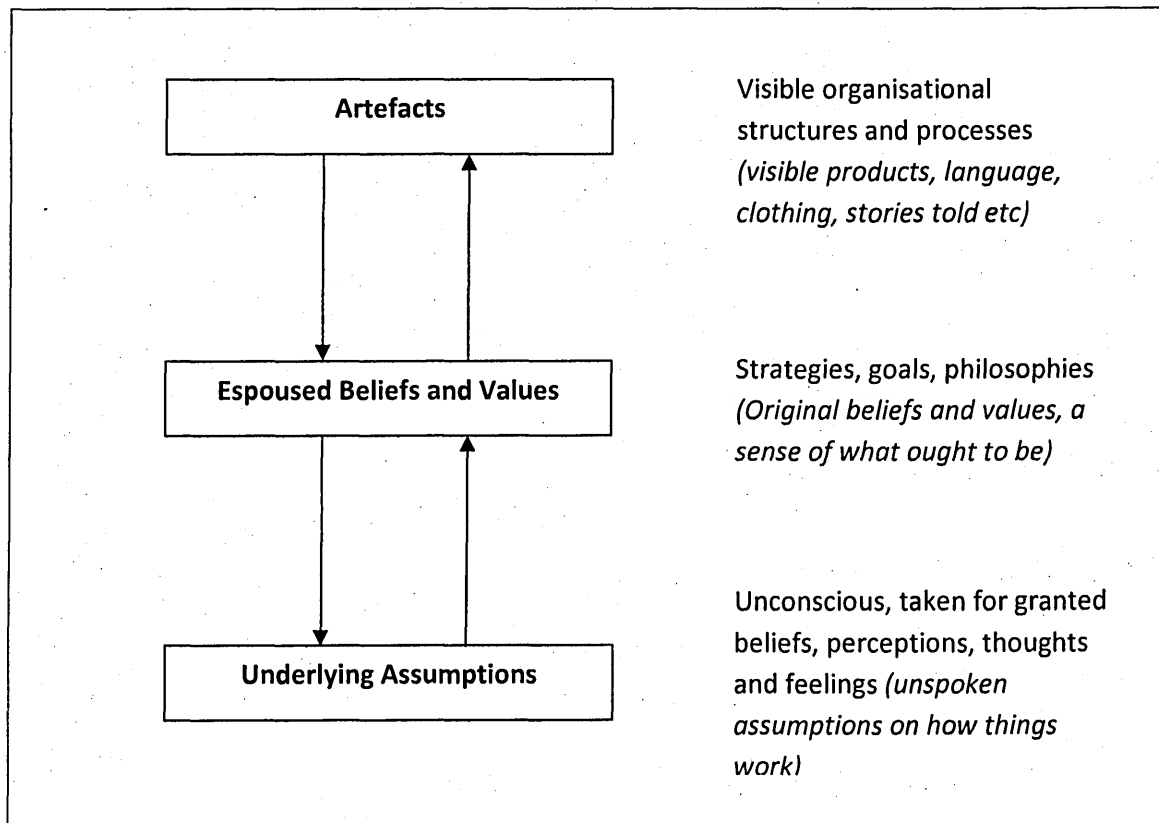 Artefacts
Visible organisational
structures and processes
(visible products, language,
clothing, stories told etc)
Espoused Beliefs and Values
Strategies, goals, philosophies
(Original beliefs and values, a
sense of what ought to be)
Underlying Assumptions
Unconscious, taken for granted
beliefs, perceptions, thoughts
and feelings (unspoken
assumptions on how things
work)